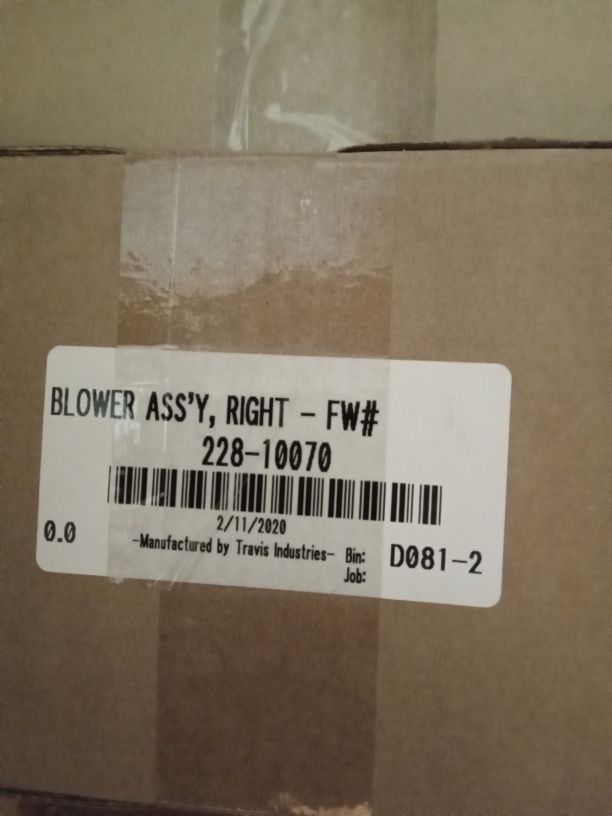 BLOWER ASS'Y, RIGHT - FW#
228-10070
2/11/2020
0.0
-Manufactured by Travis Industries- Bin: D081-2
Job: